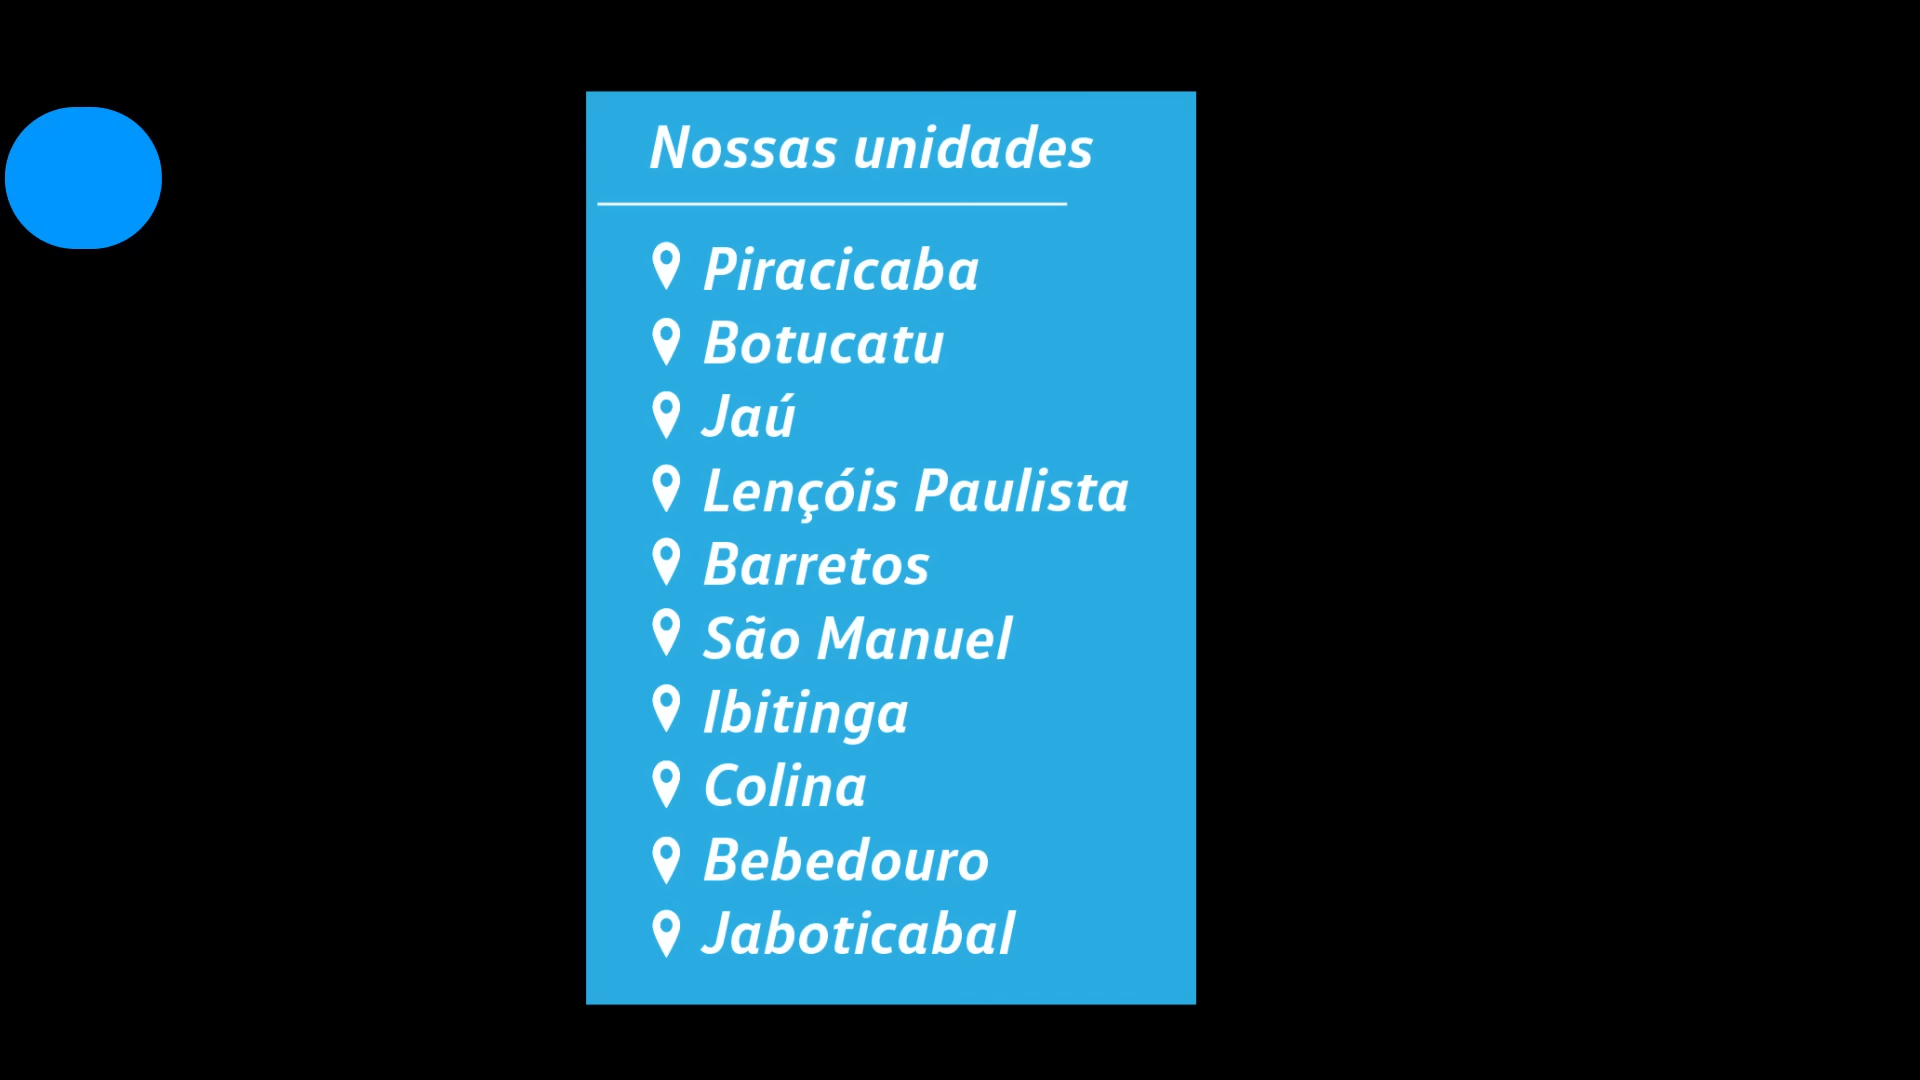 Nossas unidades
Piracicaba
Botucatu
Jaú
Lençóis Paulista
Barretos
São Manuel
Ibitinga
Colina
Bebedouro
Jaboticabal